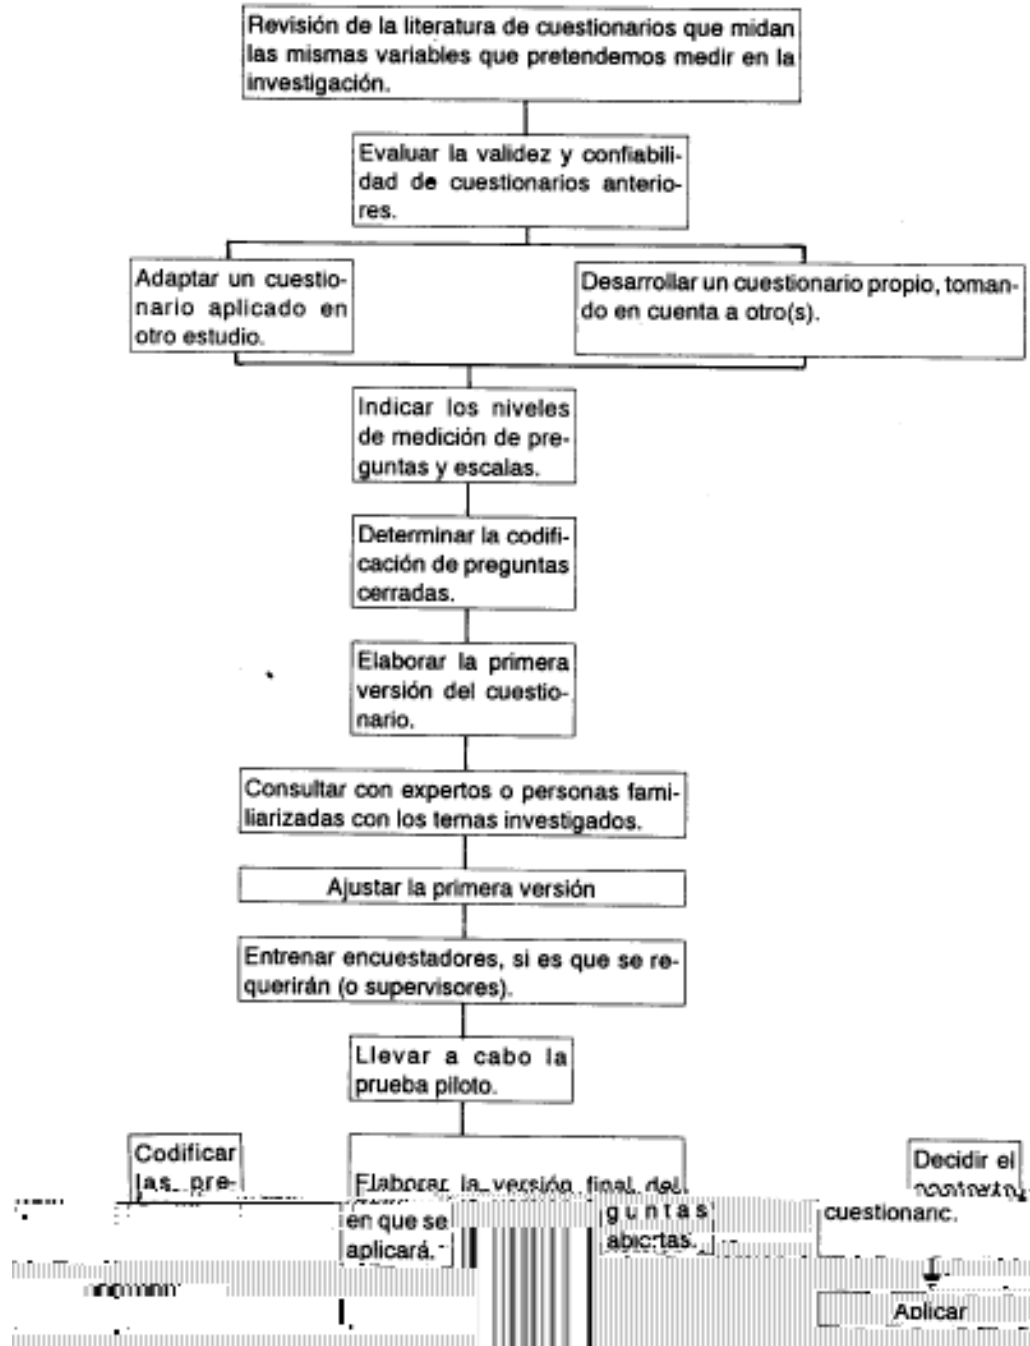 Revisión de la literatura de cuestionarios que midan
las mismas variables que pretendemos medir en la
investigación.
Evaluar la validez y confiabili-
dad de cuestionarios anterio-
res.
Adaptar un cuestio-
nario aplicado en
otro estudio.
Desarrollar un cuestionario propio, toman-
do en cuenta a otro(s).
Indicar los niveles
de medición de pre-
guntas y escalas.
Determinar la codifi-
cación de preguntas
cerradas.
Elaborar la primera
versión del cuestio-
nario.
Consultar con expertos o personas fami-
liarizadas con los temas investigados.
Ajustar la primera versión
Entrenar encuestadores, si es que se re-
querirán (o supervisores).
Llevar a cabo la
prueba piloto.
Codificar
las pre-
Elaborar la versión final del
Decidir el
contexto
en que se
aplicará.
guntas
abiertas.
cuestionario.
Aplicar